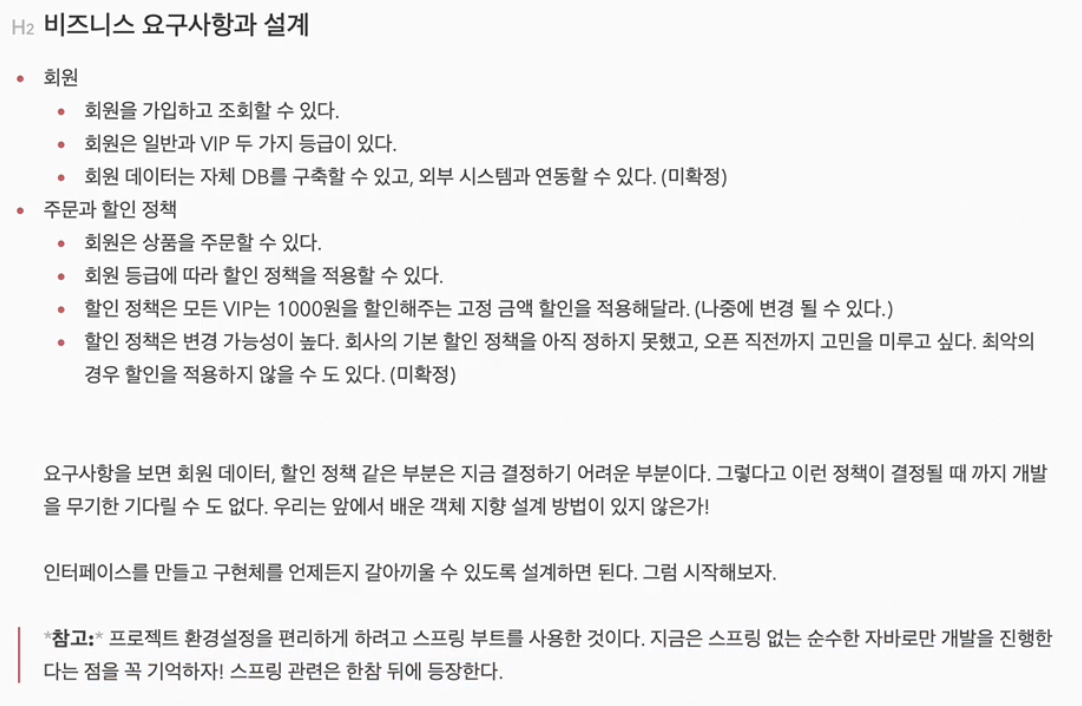 H2 비즈니스 요구사항과 설계
회원
회원을 가입하고 조회할 수 있다.
회원은 일반과 VIP 두 가지 등급이 있다.
회원 데이터는 자체 DB를 구축할 수 있고, 외부 시스템과 연동할 수 있다. (미확정)
주문과 할인 정책
회원은 상품을 주문할 수 있다.
회원 등급에 따라 할인 정책을 적용할 수 있다.
할인 정책은 모든 VIP는 1000원을 할인해주는 고정 금액 할인을 적용해달라. (나중에 변경 될 수 있다.)
할인 정책은 변경 가능성이 높다. 회사의 기본 할인 정책을 아직 정하지 못했고, 오픈 직전까지 고민을 미루고 싶다. 최악의
경우 할인을 적용하지 않을 수 도 있다. (미확정)
요구사항을 보면 회원 데이터, 할인 정책 같은 부분은 지금 결정하기 어려운 부분이다. 그렇다고 이런 정책이 결정될 때 까지 개발
을 무기한 기다릴 수 도 없다. 우리는 앞에서 배운 객체 지향 설계 방법이 있지 않은가!
인터페이스를 만들고 구현체를 언제든지 갈아끼울 수 있도록 설계하면 된다. 그럼 시작해보자.
*참고:* 프로젝트 환경설정을 편리하게 하려고 스프링 부트를 사용한 것이다. 지금은 스프링 없는 순수한 자바로만 개발을 진행한
다는 점을 꼭 기억하자! 스프링 관련은 한참 뒤에 등장한다.